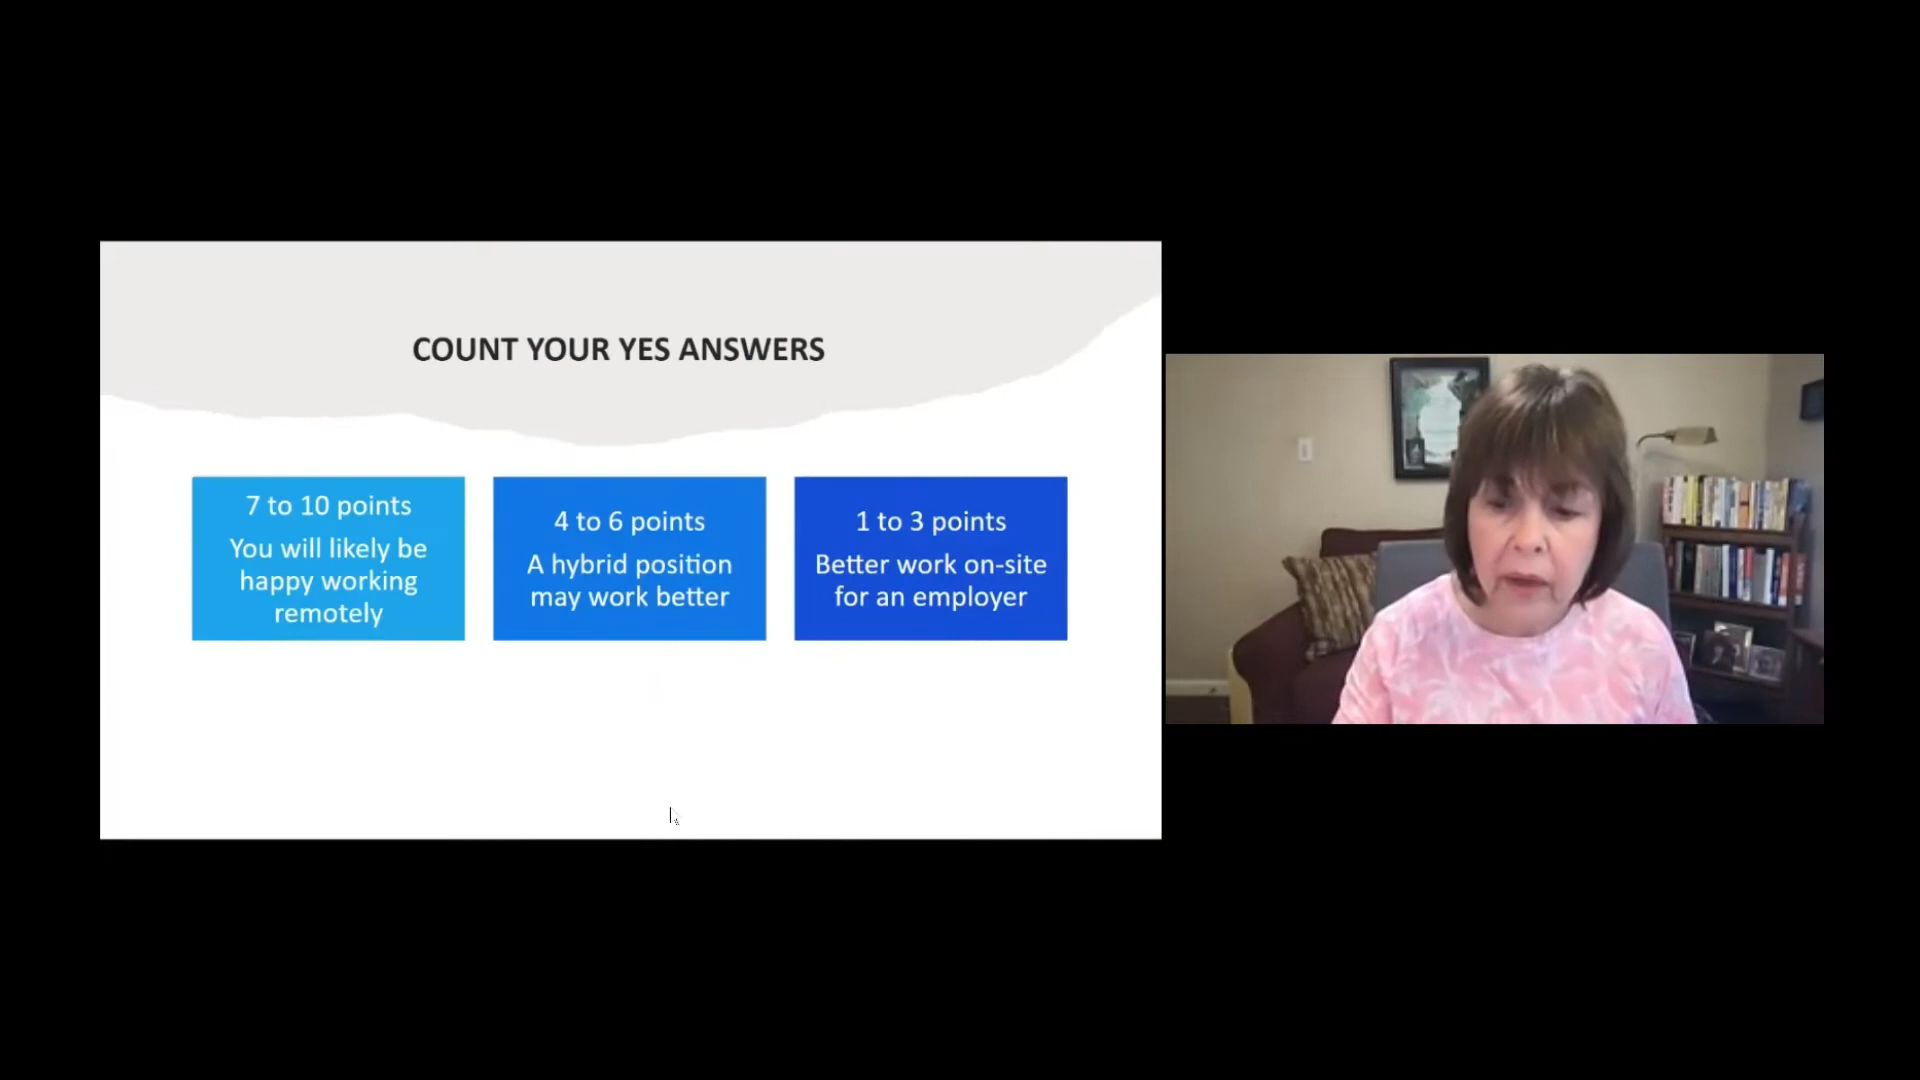 COUNT YOUR YES ANSWERS
7 to 10 points
You will likely be
happy working
remotely
4 to 6 points
A hybrid position
may work better
1 to 3 points
Better work on-site
for an employer